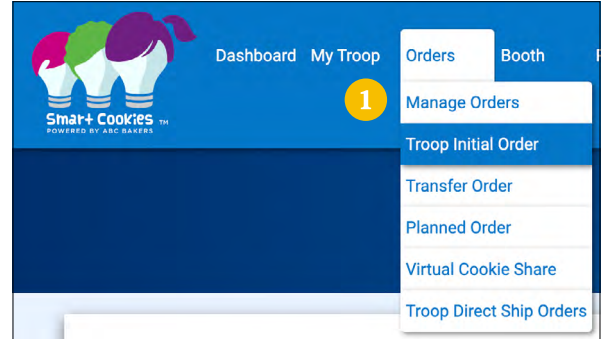 Dashboard My Troop Orders Booth
1
Manage Orders
Smart Cookies TM
POWERED BY ABC BAKERS
Troop Initial Order
Transfer Order
Planned Order
Virtual Cookie Share
Troop Direct Ship Orders